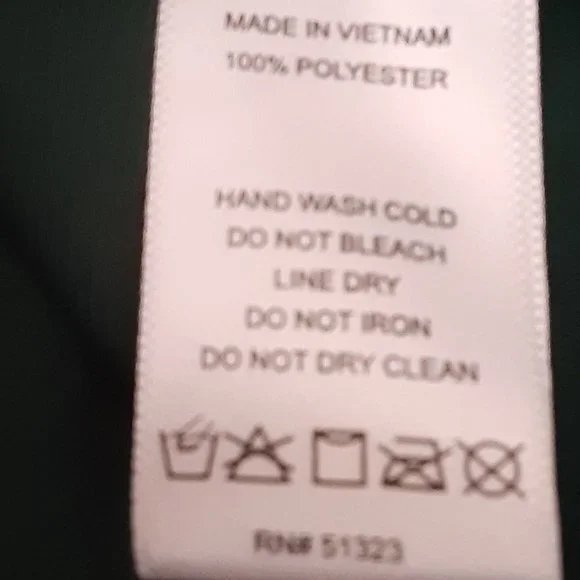 MADE IN VIETNAM
100% POLYESTER
HAND WASH COLD
DO NOT BLEACH
LINE DRY
DO NOT IRON
DO NOT DRY CLEAN
RN# 51323